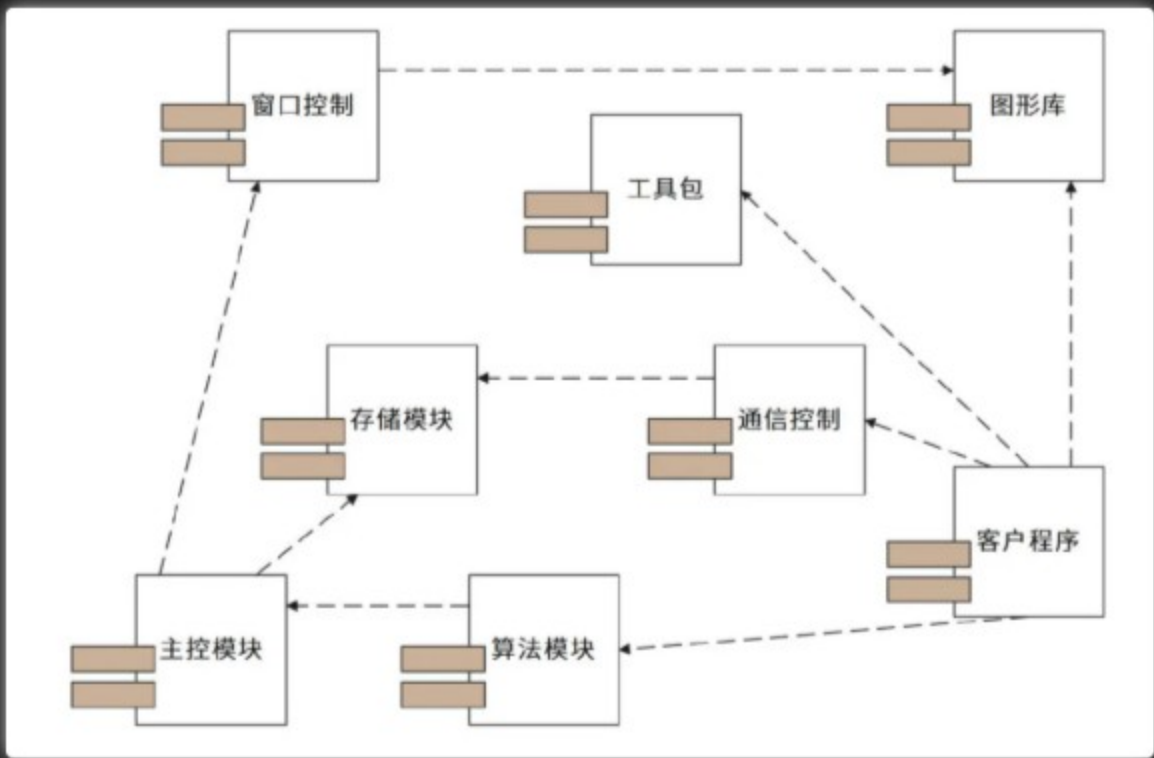 窗口控制
图形库
工具包
存储模块
通信控制
客户程序
主控模块
算法模块